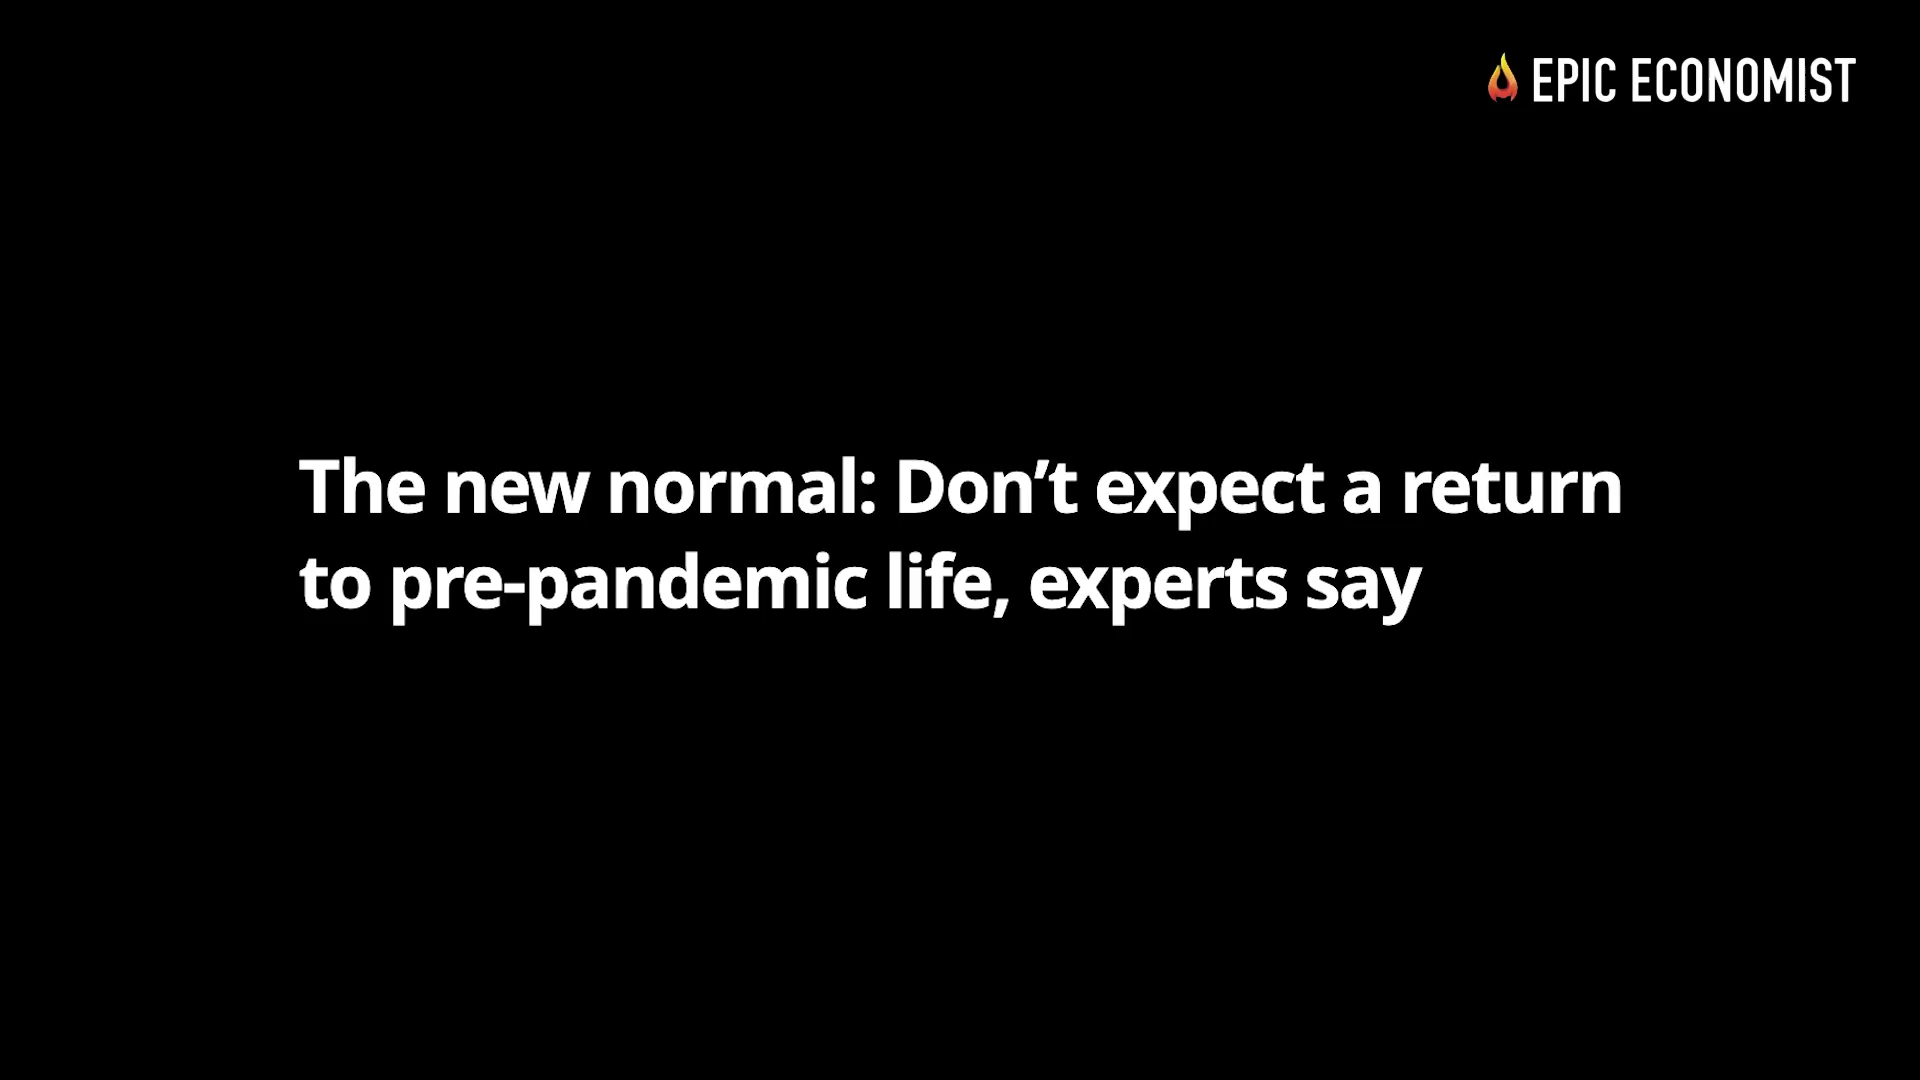 EPIC ECONOMIST
The new normal: Don’t expect a return
to pre-pandemic life, experts say